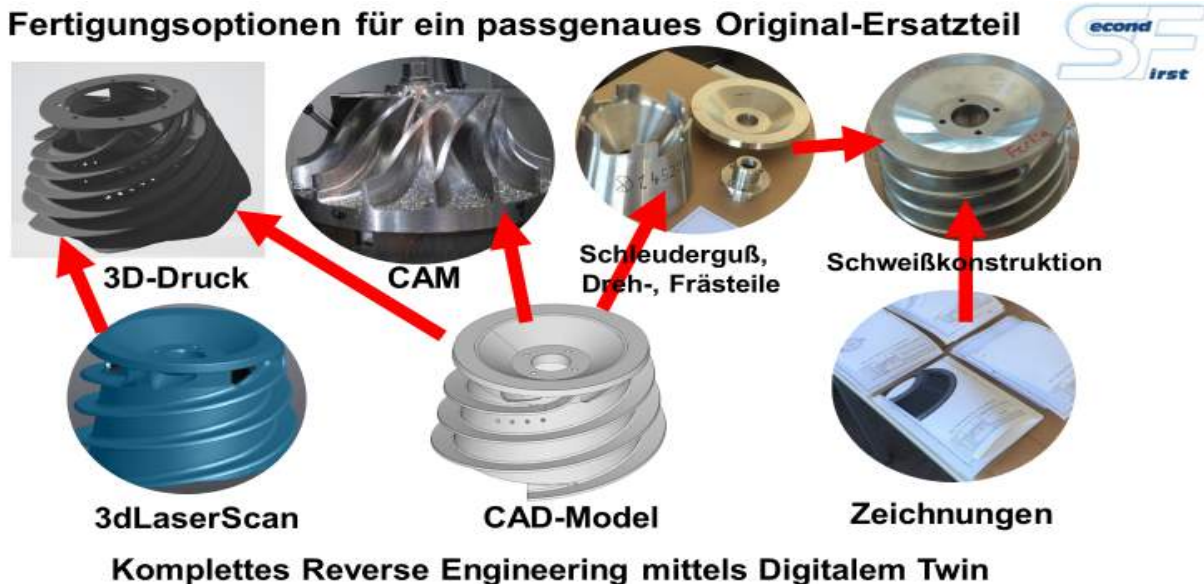 Fertigungsoptionen für ein passgenaues Original-Ersatzteil
econd
SF
irst
3D-Druck
CAM
Schleuderguß,
Dreh-, Frästeile
Schweißkonstruktion
3dLaserScan
CAD-Model
Zeichnungen
Komplettes Reverse Engineering mittels Digitalem Twin